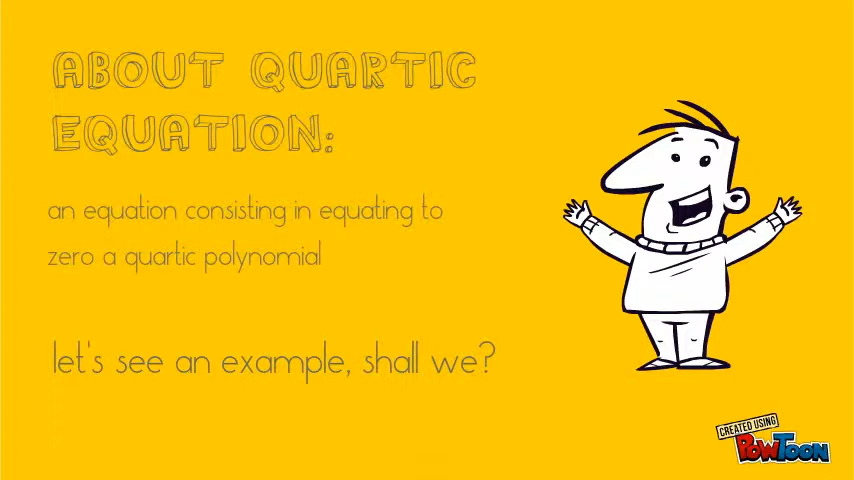 ABOUT QUARTIC
EQUATION:
an equation consisting in equating to
zero a quartic polynomial
let's see an example, shall we?
CREATED USING
POWTOON